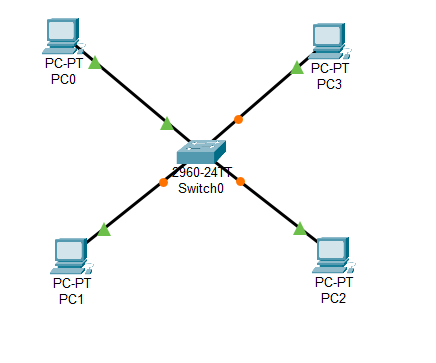 PC-PT
PC0
PC-PT
PC3
2960-24TT
Switch0
PC-PT
PC1
PC-PT
PC2